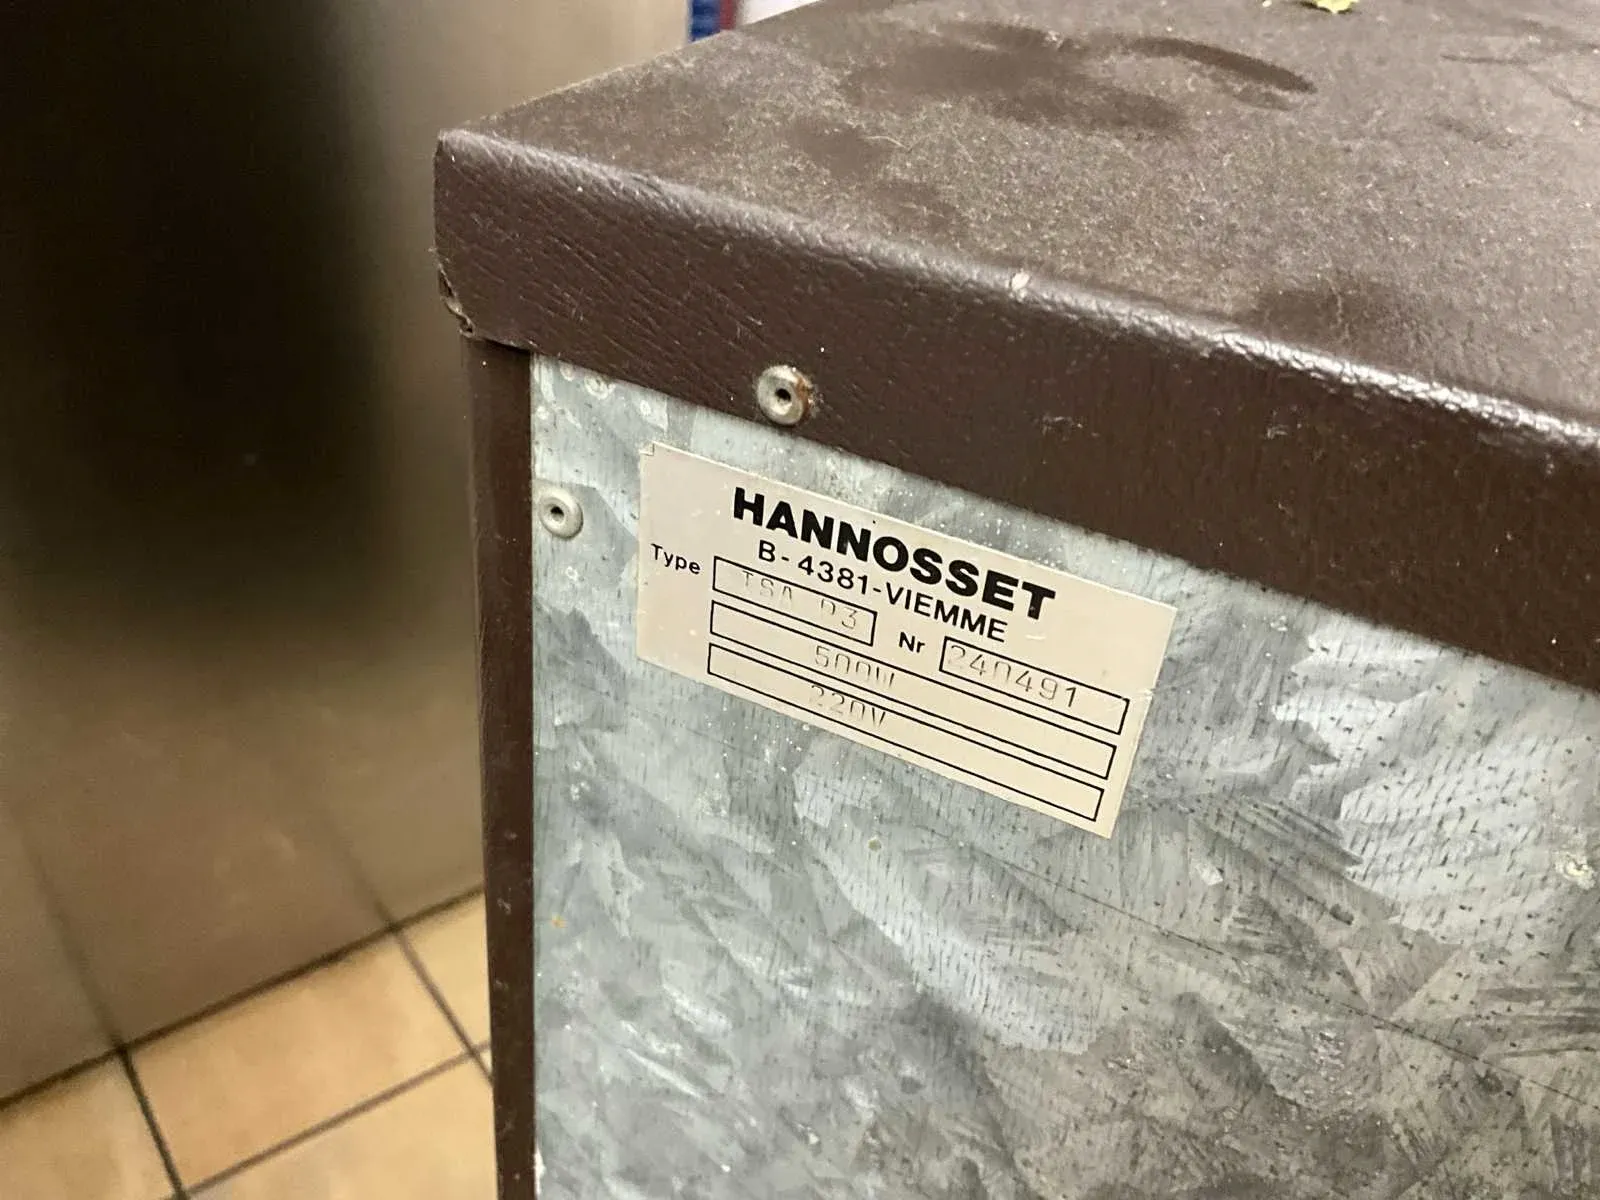 HANNOSSET
B-4381-VIEMME
Type TSA 03 Nr 240491
500W
220V